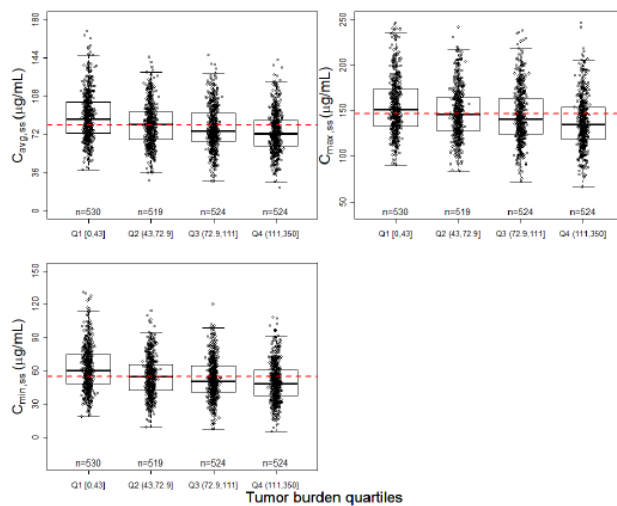 C_avg,ss (μg/mL)
180
144
108
72
36
0
n=530 n=519 n=524 n=524
Q1 [0,43] Q2 (43,72.9] Q3 (72.9,111] Q4 (111,350]
C_max,ss (μg/mL)
250
200
150
100
50
n=530 n=519 n=524 n=524
Q1 [0,43] Q2 (43,72.9] Q3 (72.9,111] Q4 (111,350]
C_min,ss (μg/mL)
150
120
90
60
30
0
n=530 n=519 n=524 n=524
Q1 [0,43] Q2 (43,72.9] Q3 (72.9,111] Q4 (111,350]
Tumor burden quartiles